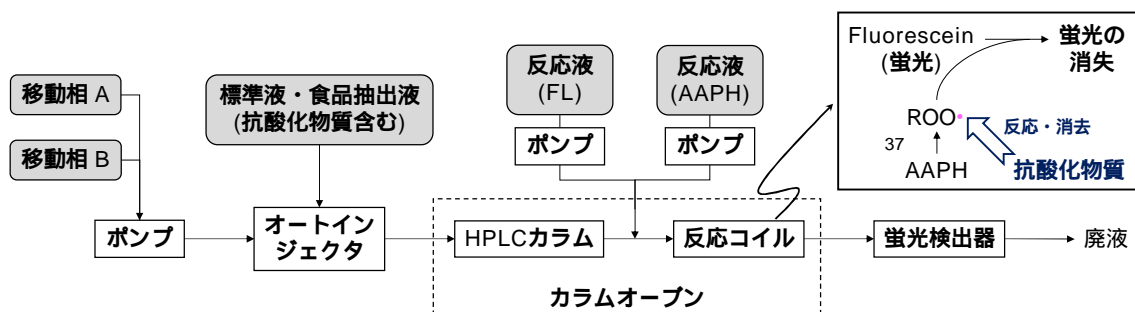 移動相 A
移動相 B
ポンプ
標準液・食品抽出液
(抗酸化物質含む)
オートイン
ジェクタ
反応液
(FL)
ポンプ
反応液
(AAPH)
ポンプ
HPLCカラム
反応コイル
カラムオーブン
蛍光検出器
廃液
Fluorescein
(蛍光)
蛍光の
消失
ROO•
反応・消去
37
AAPH
抗酸化物質